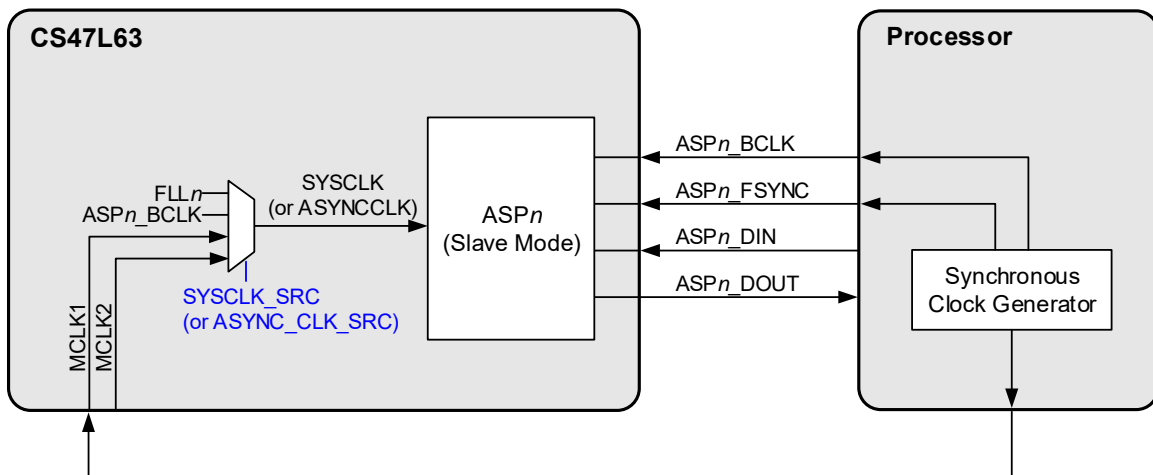 CS47L63
Processor
FLLn
ASPn_BCLK
SYSCLK
(or ASYNCCLK)
SYSCLK_SRC
(or ASYNC_CLK_SRC)
MCLK1
MCLK2
ASPn
(Slave Mode)
ASPn_BCLK
ASPn_FSYNC
ASPn_DIN
ASPn_DOUT
Synchronous
Clock Generator